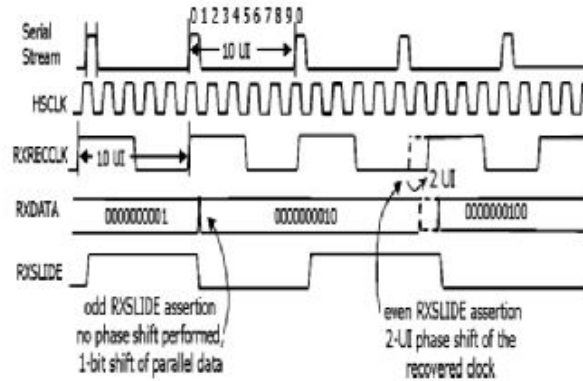 Serial
Stream
0 1 2 3 4 5 6 7 8 9 0
10 UI
HSCLK
RXRECCLK
10 UI
2 UI
RXDATA
0000000001
0000000010
0000000100
RXSLIDE
odd RXSLIDE assertion
no phase shift performed,
1-bit shift of parallel data
even RXSLIDE assertion
2-UI phase shift of the
recovered clock